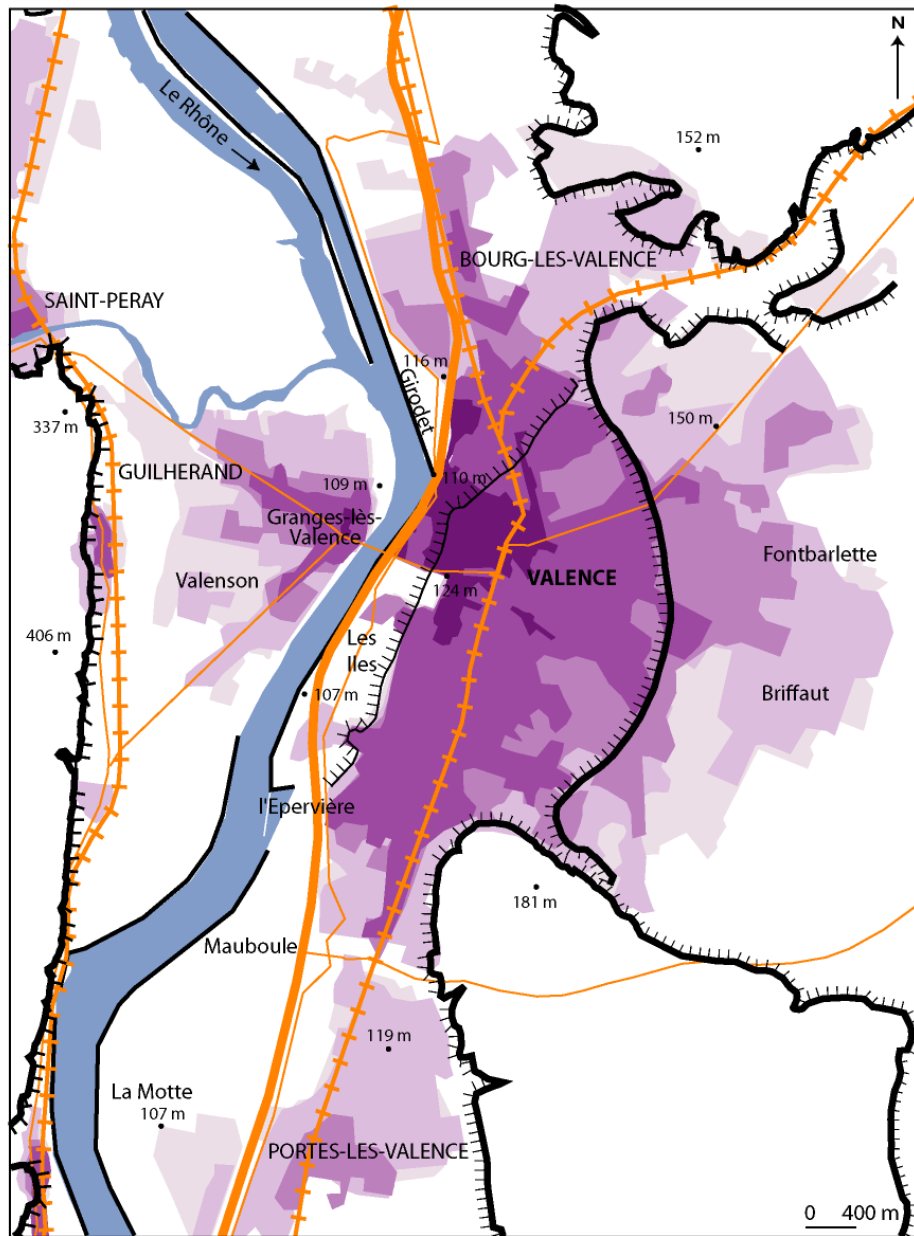 N
Le Rhône
152 m
BOURG-LES-VALENCE
SAINT-PERAY
116 m
Girodet
337 m
150 m
GUILHERAND
109 m
110 m
Granges-lès-
Valence
Fontbarlette
Valenson
VALENCE
124 m
Les
Iles
406 m
107 m
Briffaut
l'Epervière
181 m
Mauboule
119 m
La Motte
107 m
PORTES-LES-VALENCE
0 400 m